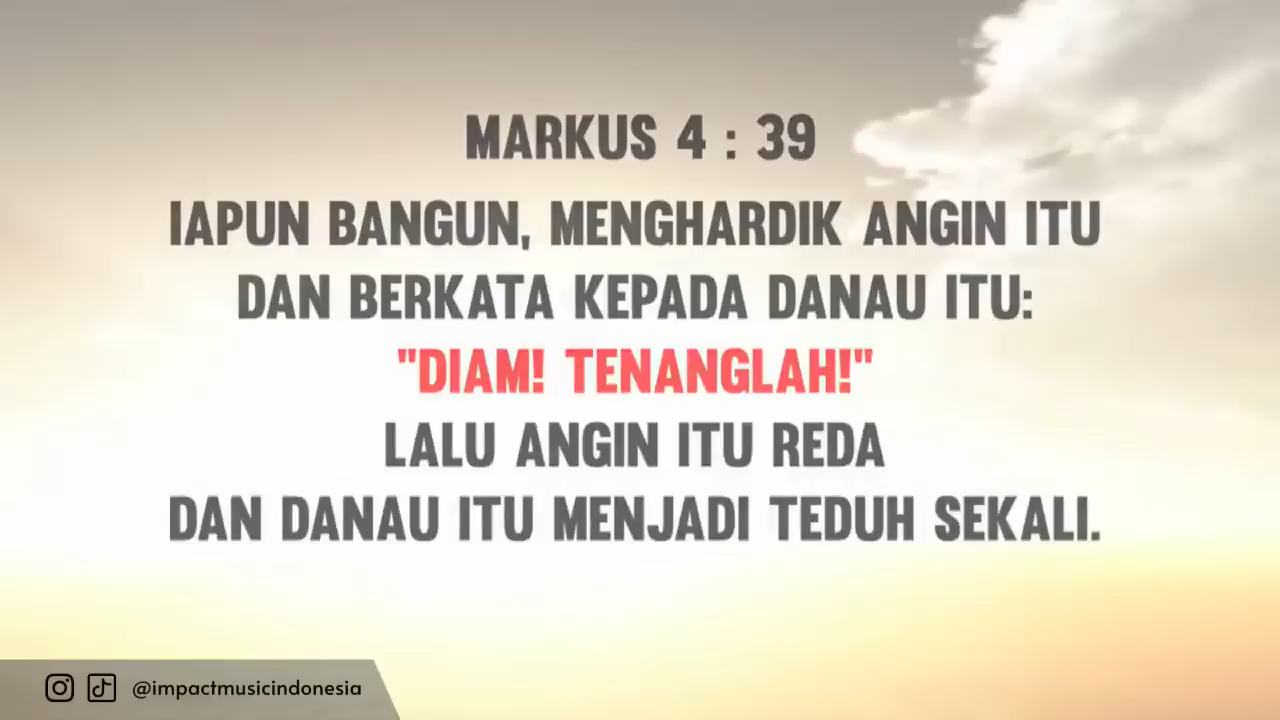 MARKUS 4 : 39
IAPUN BANGUN, MENGHARDIK ANGIN ITU
DAN BERKATA KEPADA DANAU ITU:
"DIAM! TENANGLAH!"
LALU ANGIN ITU REDA
DAN DANAU ITU MENJADI TEDUH SEKALI.
@impactmusicindonesia